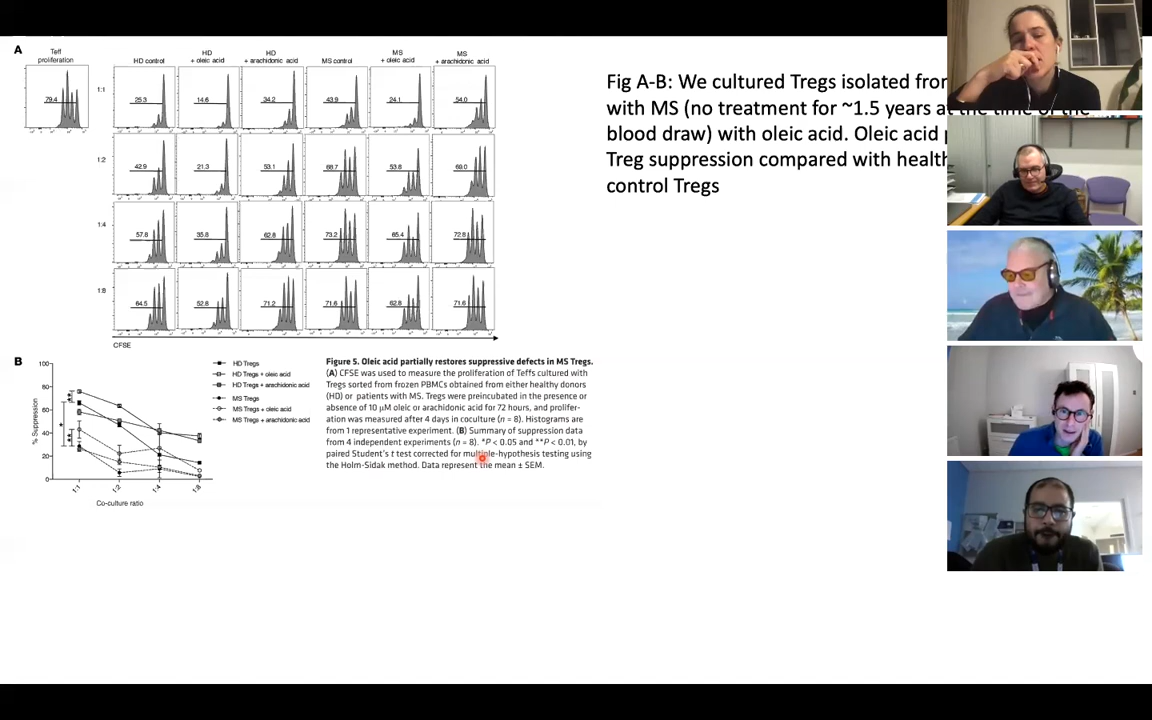 A
Teff
proliferation
HD control
HD
+ oleic acid
HD
+ arachidonic acid
MS control
MS
+ oleic acid
MS
+ arachidonic acid
79.4
1:1
25.3
14.6
34.2
43.9
24.1
54.0
1:2
42.9
21.3
53.1
68.7
53.8
69.0
1:4
57.8
35.8
62.8
73.2
65.4
72.8
1:8
64.5
52.8
71.2
71.6
62.8
71.6
CFSE
Fig A-B: We cultured Tregs isolated
with MS (no treatment for ~1.5 years at the time of the
blood draw) with oleic acid. Oleic acid
Treg suppression compared with
control Tregs
B
% Suppression
100
80
60
40
20
0
1:1
1:2
1:4
1:8
Co-culture ratio
HD Tregs
HD Tregs + oleic acid
HD Tregs + arachidonic acid
MS Tregs
MS Tregs + oleic acid
MS Tregs + arachidonic acid
*
**
**
Figure 5. Oleic acid partially restores suppressive defects in MS Tregs.
(A) CFSE was used to measure the proliferation of Teffs cultured with
Tregs sorted from frozen PBMCs obtained from either healthy donors
(HD) or patients with MS. Tregs were preincubated in the presence or
absence of 10 μM oleic or arachidonic acid for 72 hours, and prolifer-
ation was measured after 4 days in coculture (n = 8). Histograms are
from 1 representative experiment. (B) Summary of suppression data
from 4 independent experiments (n = 8). *P < 0.05 and **P < 0.01, by
paired Student's t test corrected for multiple-hypothesis testing using
the Holm-Sidak method. Data represent the mean ± SEM.